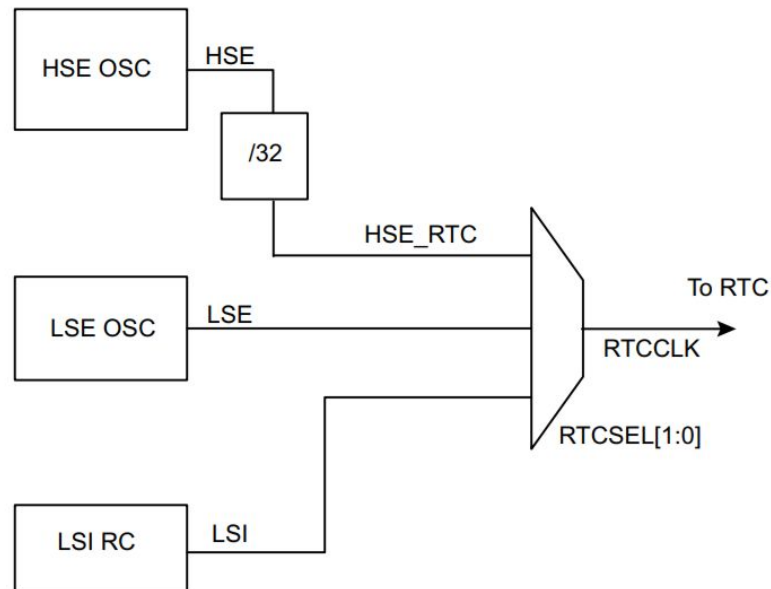 HSE OSC
HSE
/32
HSE_RTC
To RTC
LSE OSC
LSE
RTCCLK
RTCSEL[1:0]
LSI RC
LSI